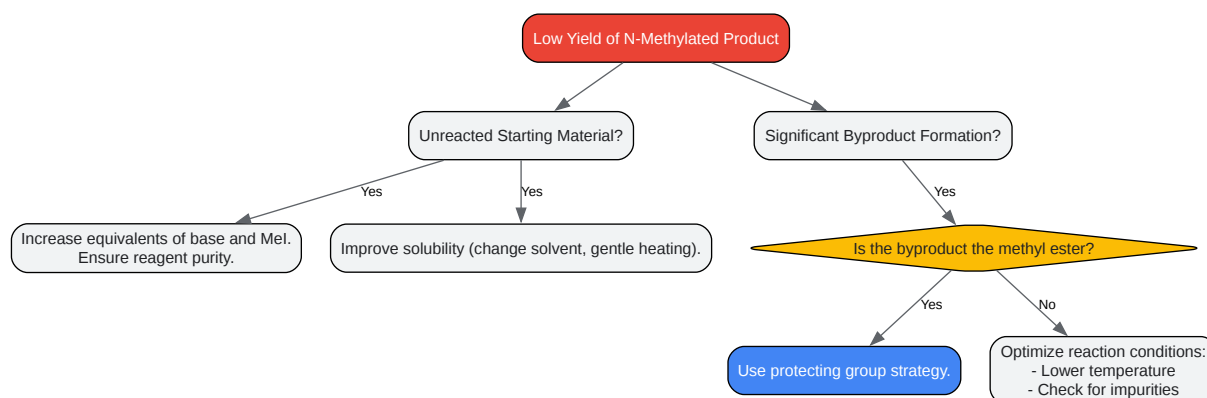 Low Yield of N-Methylated Product
Unreacted Starting Material?
Significant Byproduct Formation?
Yes
Yes
Yes
Increase equivalents of base and MeI.
Ensure reagent purity.
Improve solubility (change solvent, gentle heating).
Is the byproduct the methyl ester?
Yes
No
Use protecting group strategy.
Optimize reaction conditions:
- Lower temperature
- Check for impurities